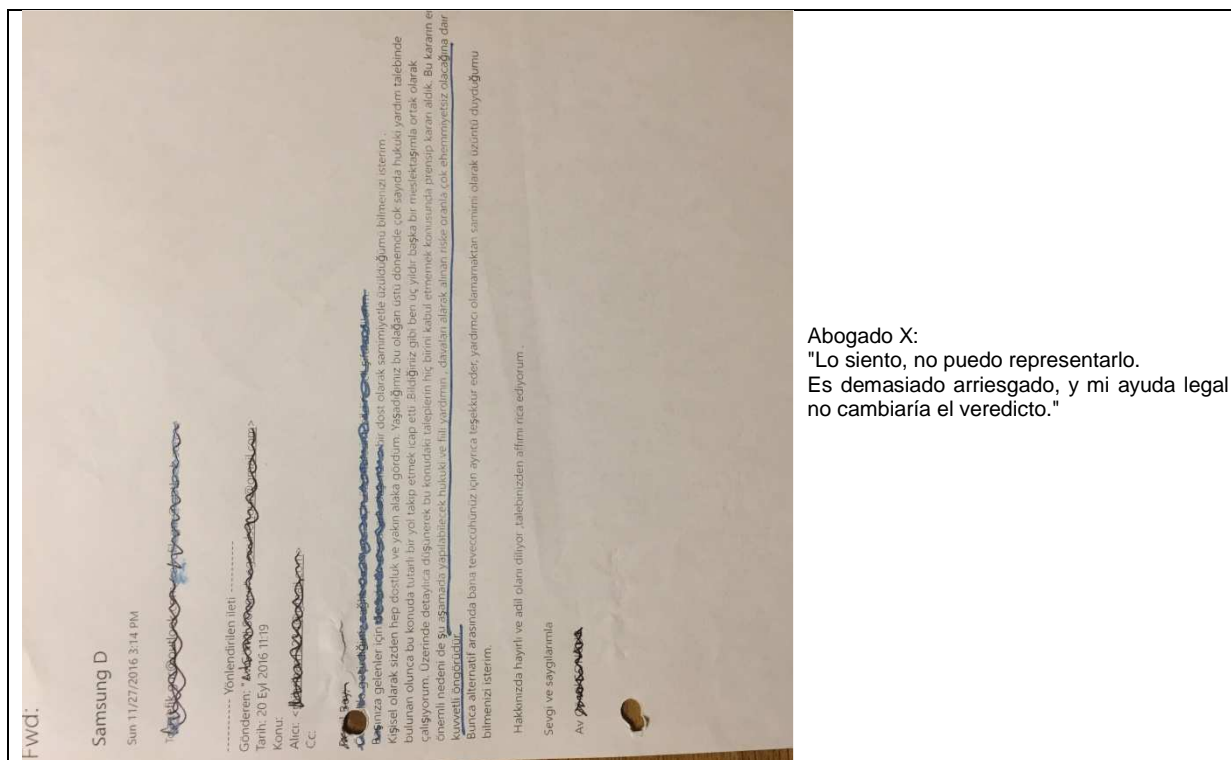 Fwd:
Samsung D
Sun 11/27/2016 3:14 PM
---------- Yönlendirilen ileti ----------
Gönderen:
Tarih: 20 Eyl 2016 11:19
Konu:
Alıcı: <
Cc:
Başınıza gelenler için bir dost olarak samimiyetle üzüldüğümü bilmenizi isterim .
Kişisel olarak sizden hep dostluk ve yakın alaka gördüm. Yaşadığımız bu olağan üstü dönemde çok sayıda hukuki yardım talebinde
bulunan olunca bu konuda tutarlı bir yol takip etmek icap etti. Bildiğiniz gibi ben üç yıldır başka bir meslektaşımla ortak olarak
çalışıyorum. Üzerinde detaylıca düşünerek bu konudaki taleplerin hiç birini kabul etmemek konusunda prensip kararı aldık. Bu kararın en
önemli nedeni de şu aşamada yapılabilecek hukuki ve fiili yardımın , davaları alarak alınan riske oranla çok ehemmiyetsiz olacağına dair
kuvvetli öngörüdür.
Bunca alternatif arasında bana teveccühünüz için ayrıca teşekkür eder, yardımcı olamamaktan samimi olarak üzüntü duyduğumu
bilmenizi isterim.
Hakkınızda hayırlı ve adil olanı diliyor ,talebinizden affımı rica ediyorum .
Sevgi ve saygılarımla
Av
Abogado X:
"Lo siento, no puedo representarlo.
Es demasiado arriesgado, y mi ayuda legal
no cambiaría el veredicto."